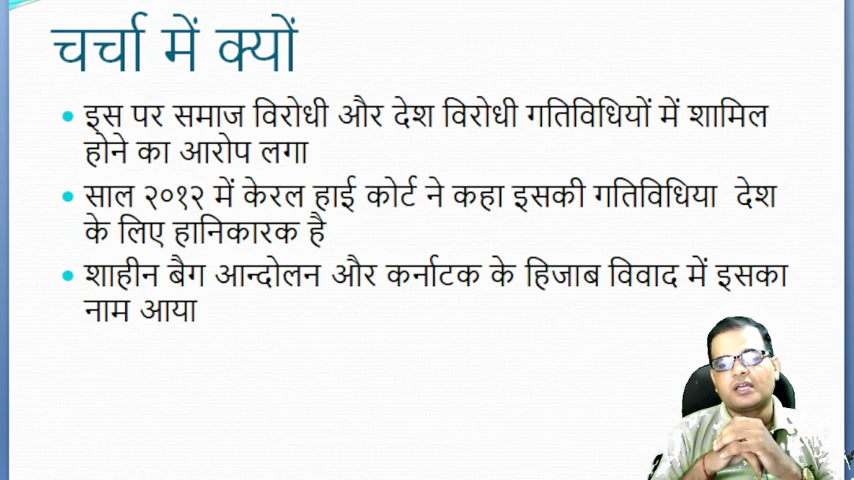 चर्चा में क्यों
• इस पर समाज विरोधी और देश विरोधी गतिविधियों में शामिल
होने का आरोप लगा
• साल २०१२ में केरल हाई कोर्ट ने कहा इसकी गतिविधिया देश
के लिए हानिकारक है
• शाहीन बैग आन्दोलन और कर्नाटक के हिजाब विवाद में इसका
नाम आया